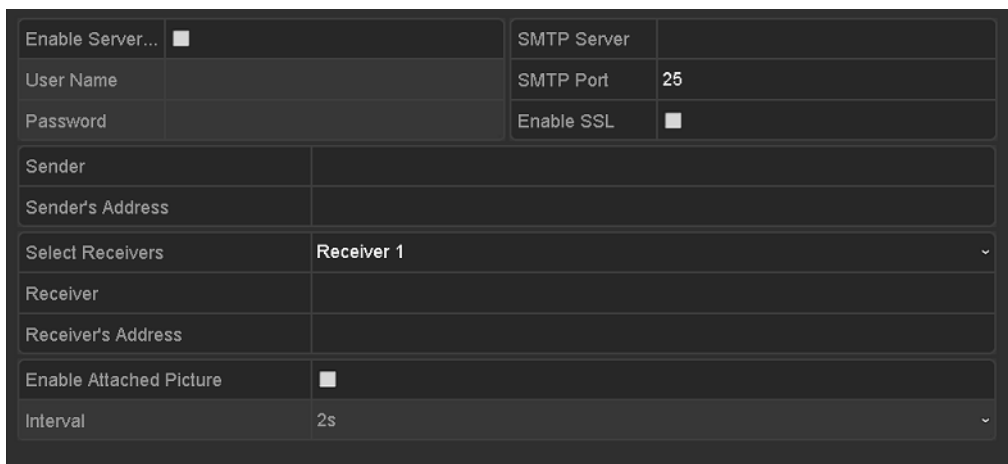 Enable Server...
SMTP Server
User Name
SMTP Port 25
Password
Enable SSL
Sender
Sender's Address
Select Receivers Receiver 1
Receiver
Receiver's Address
Enable Attached Picture
Interval 2s